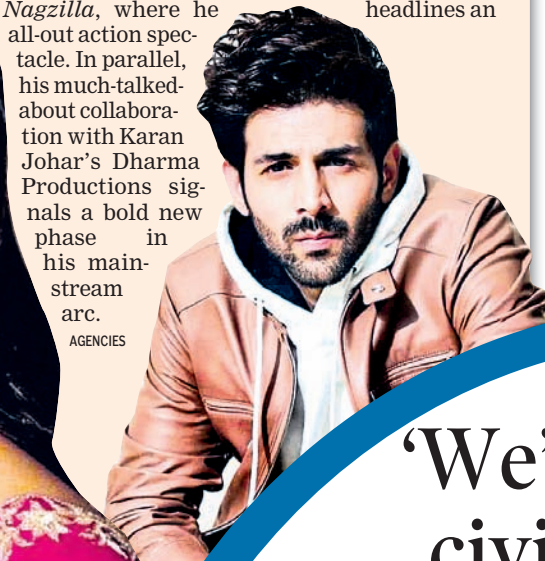 Nagzilla, where he headlines an
all-out action spec-
tacle. In parallel,
his much-talked-
about collabora-
tion with Karan
Johar's Dharma
Productions sig-
nals a bold new
phase in
his main-
stream
arc.
AGENCIES
‘We’
civi